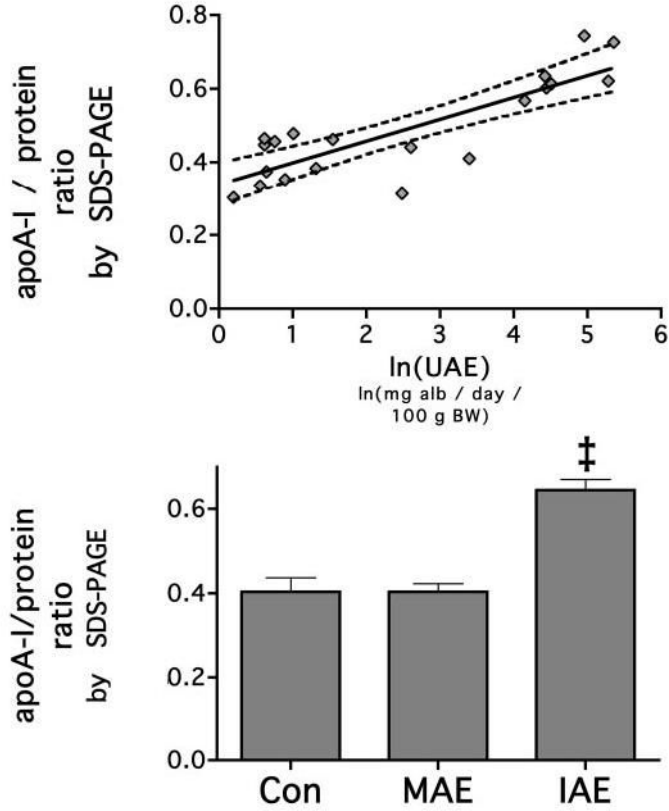 0.8
0.6
0.4
0.2
0.0
apoA-I / protein
ratio
by SDS-PAGE
0 1 2 3 4 5 6
ln(UAE)
ln(mg alb / day /
100 g BW)
‡
0.6
0.4
0.2
0.0
apoA-I/protein
ratio
by SDS-PAGE
Con MAE IAE